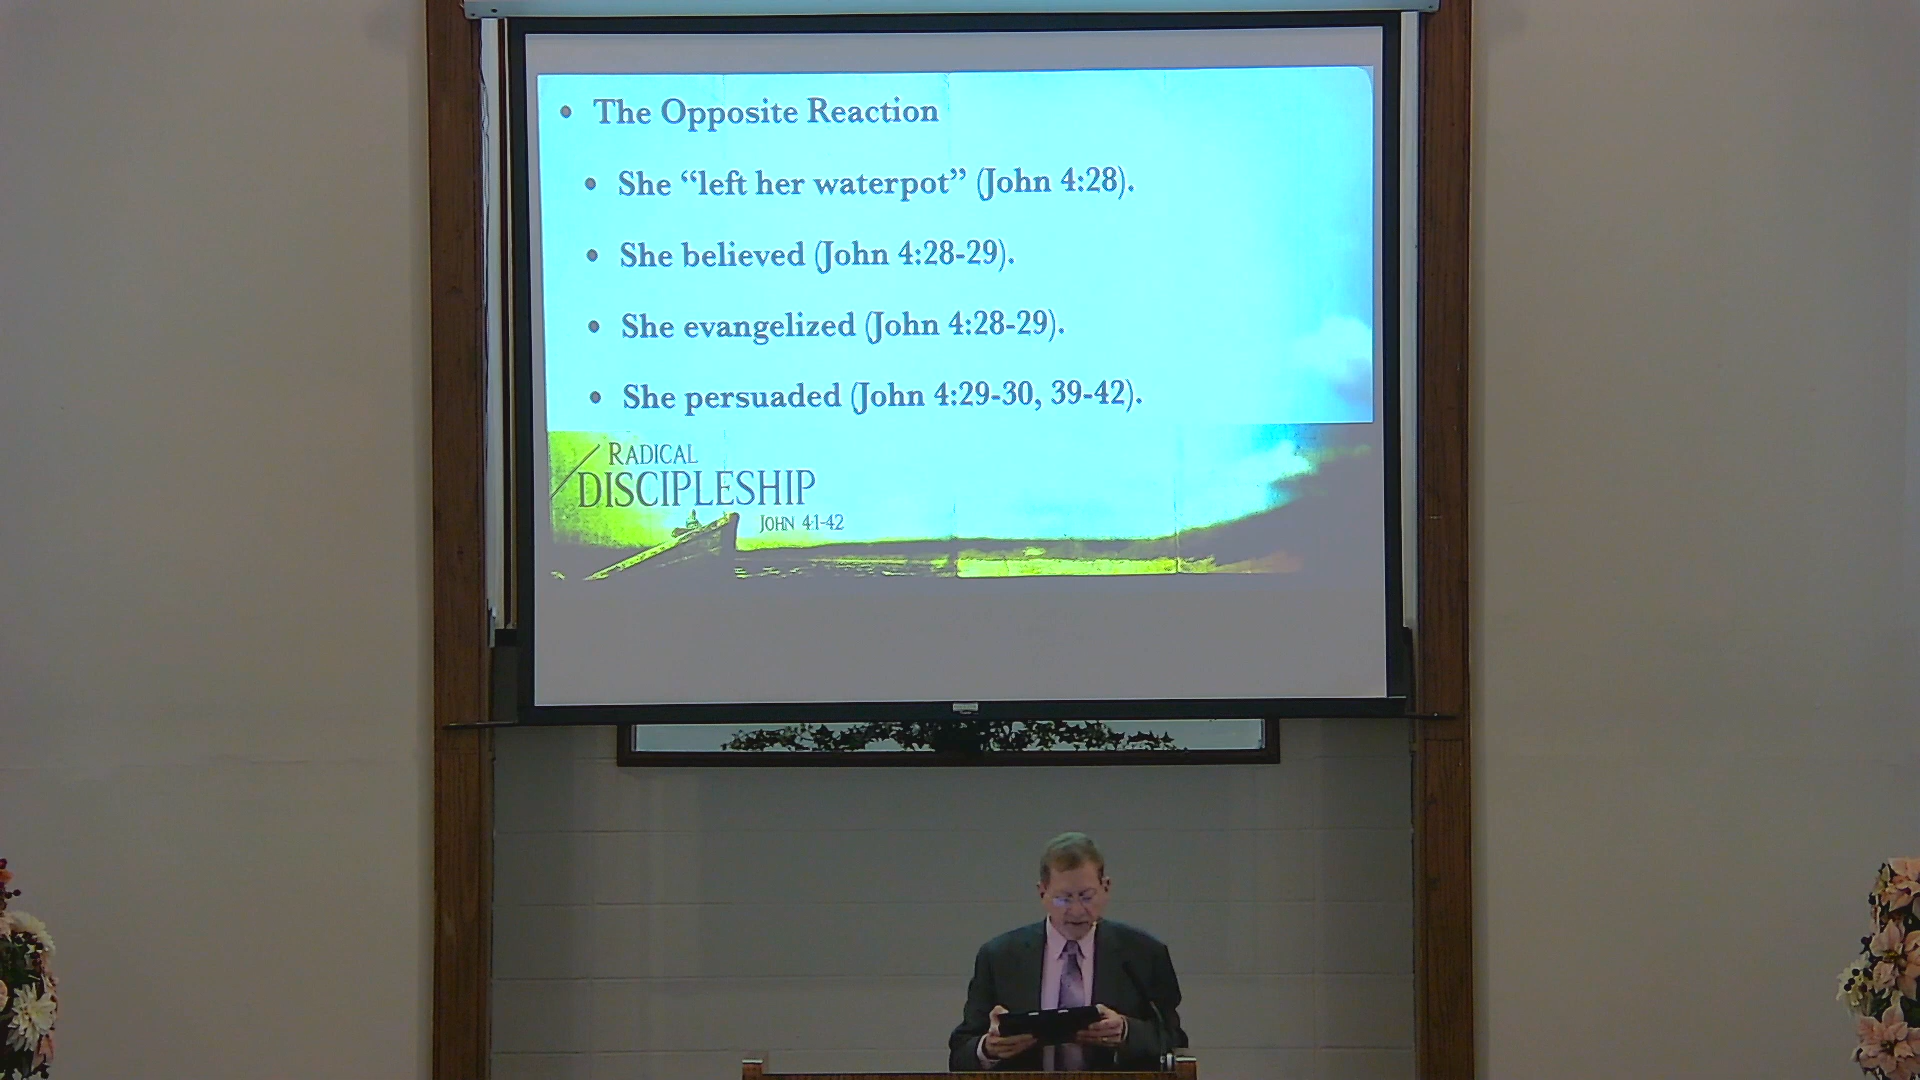 • The Opposite Reaction
• She “left her waterpot” (John 4:28).
• She believed (John 4:28-29).
• She evangelized (John 4:28-29).
• She persuaded (John 4:29-30, 39-42).
RADICAL
DISCIPLESHIP
JOHN 4:1-42